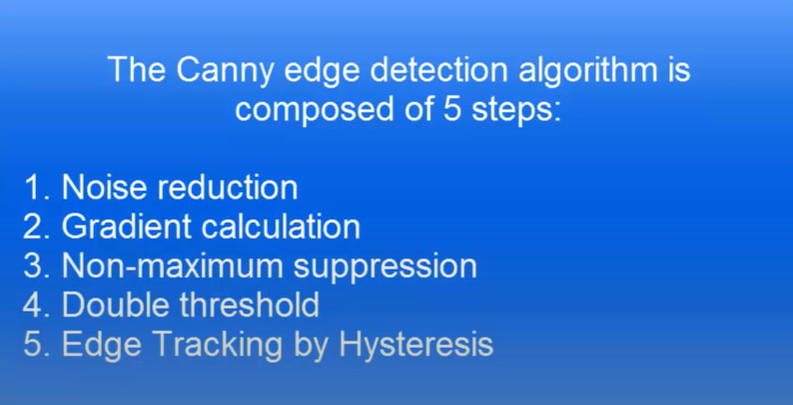 The Canny edge detection algorithm is
composed of 5 steps:
1. Noise reduction
2. Gradient calculation
3. Non-maximum suppression
4. Double threshold
5. Edge Tracking by Hysteresis